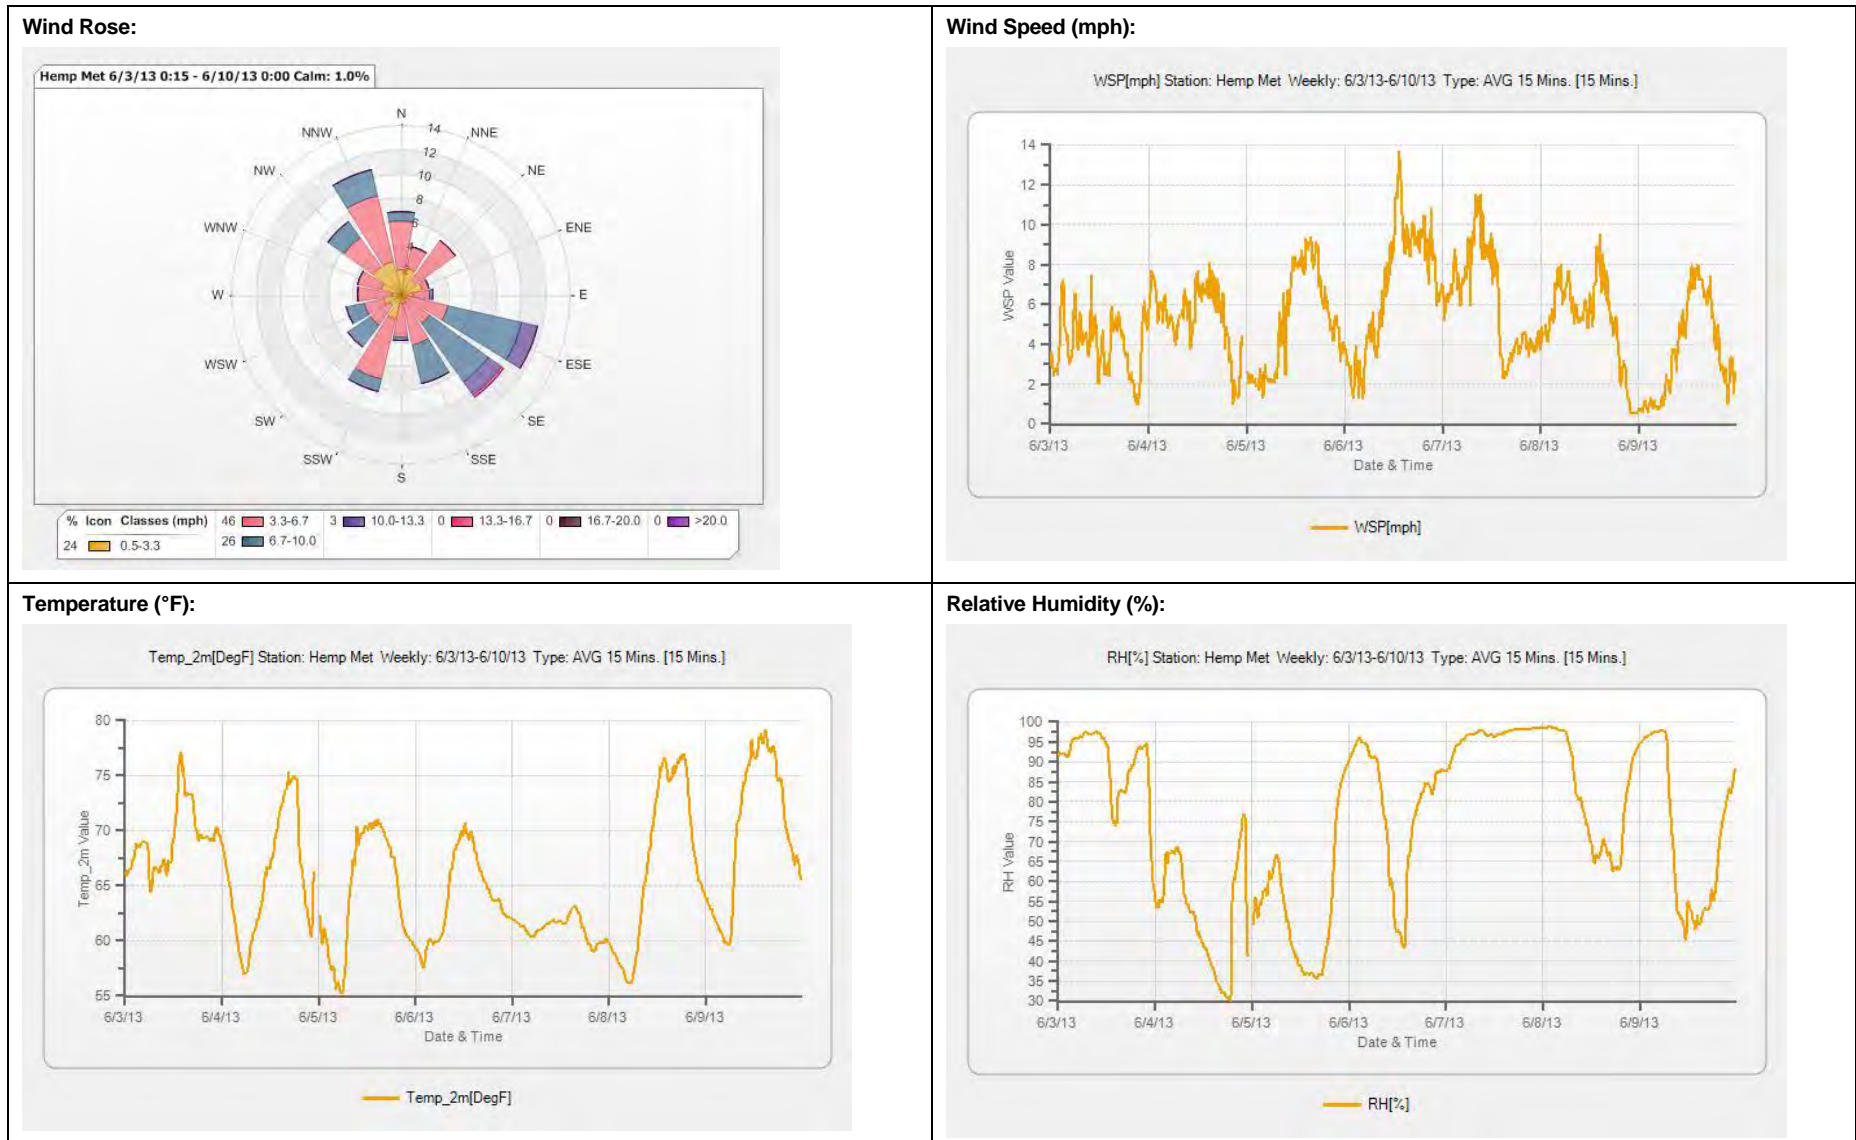 Wind Rose:
Hemp Met 6/3/13 0:15 - 6/10/13 0:00 Calm: 1.0%
N
NNW
14
NNE
12
NW
10
NE
8
WNW
6
ENE
4
W
E
WSW
ESE
SW
SE
SSW
SSE
S
% Icon Classes (mph)
46 3.3-6.7
3 10.0-13.3
0 13.3-16.7
0 16.7-20.0
0 >20.0
24 0.5-3.3
26 6.7-10.0
Wind Speed (mph):
WSP[mph] Station: Hemp Met Weekly: 6/3/13-6/10/13 Type: AVG 15 Mins. [15 Mins.]
14
12
10
8
6
4
2
0
WSP Value
6/3/13 6/4/13 6/5/13 6/6/13 6/7/13 6/8/13 6/9/13
Date & Time
WSP[mph]
Temperature (°F):
Temp_2m[DegF] Station: Hemp Met Weekly: 6/3/13-6/10/13 Type: AVG 15 Mins. [15 Mins.]
80
75
70
65
60
55
Temp_2m Value
6/3/13 6/4/13 6/5/13 6/6/13 6/7/13 6/8/13 6/9/13
Date & Time
Temp_2m[DegF]
Relative Humidity (%):
RH[%] Station: Hemp Met Weekly: 6/3/13-6/10/13 Type: AVG 15 Mins. [15 Mins.]
100
95
90
85
80
75
70
65
60
55
50
45
40
35
30
RH Value
6/3/13 6/4/13 6/5/13 6/6/13 6/7/13 6/8/13 6/9/13
Date & Time
RH[%]